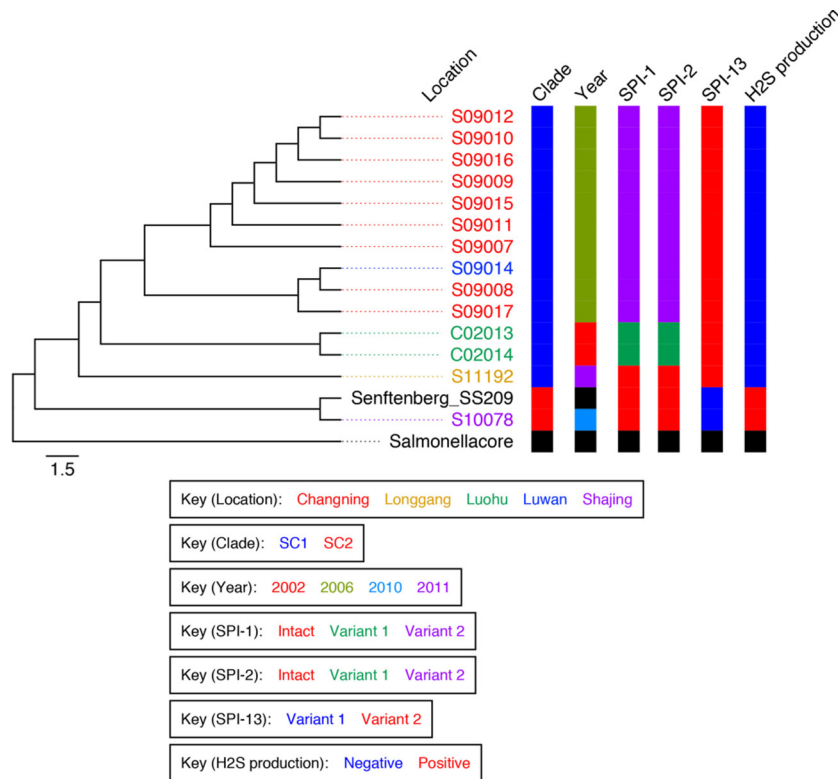 Location Clade Year SPI-1 SPI-2 SPI-13 H2S production
S09012
S09010
S09016
S09009
S09015
S09011
S09007
S09014
S09008
S09017
C02013
C02014
S11192
Senftenberg_SS209
S10078
Salmonellacore
1.5
Key (Location): Changning Longgang Luohu Luwan Shajing
Key (Clade): SC1 SC2
Key (Year): 2002 2006 2010 2011
Key (SPI-1): Intact Variant 1 Variant 2
Key (SPI-2): Intact Variant 1 Variant 2
Key (SPI-13): Variant 1 Variant 2
Key (H2S production): Negative Positive